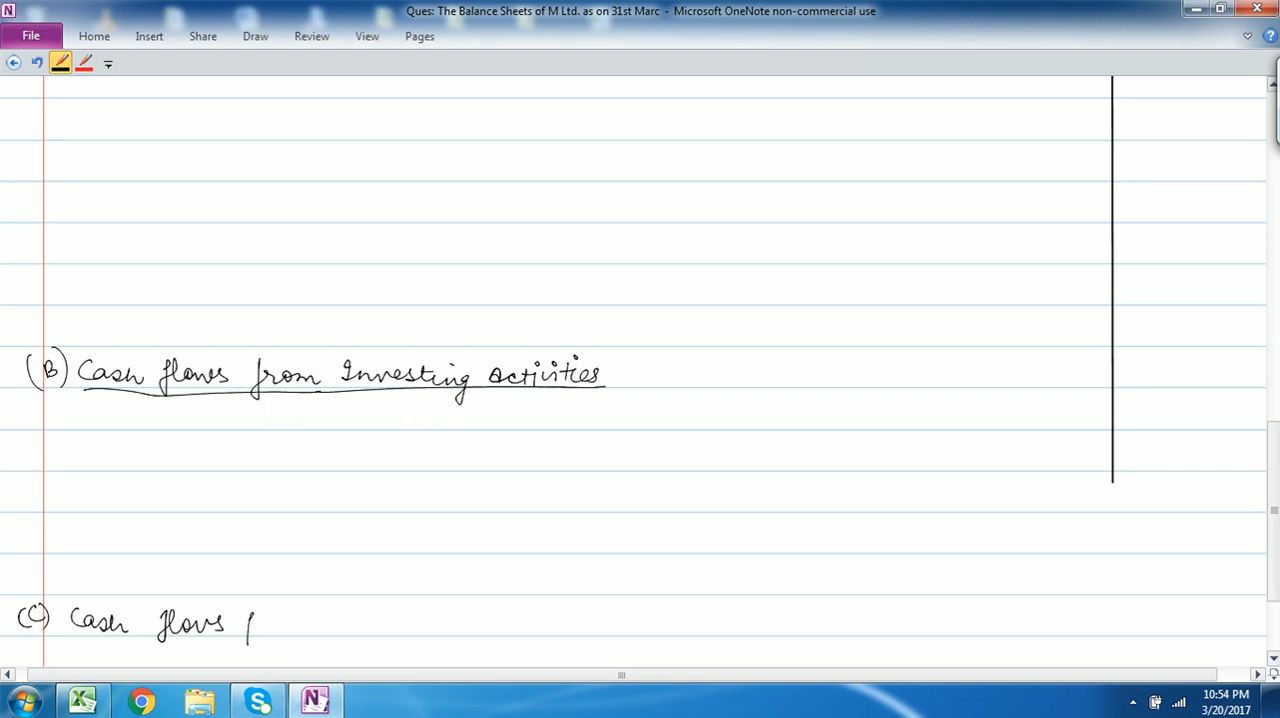 Ques: The Balance Sheets of M Ltd. as on 31st Marc - Microsoft OneNote non-commercial use
File Home Insert Share Draw Review View Pages
(B) Cash flows from Investing activities
(C) Cash flows f
10:54 PM
3/20/2017